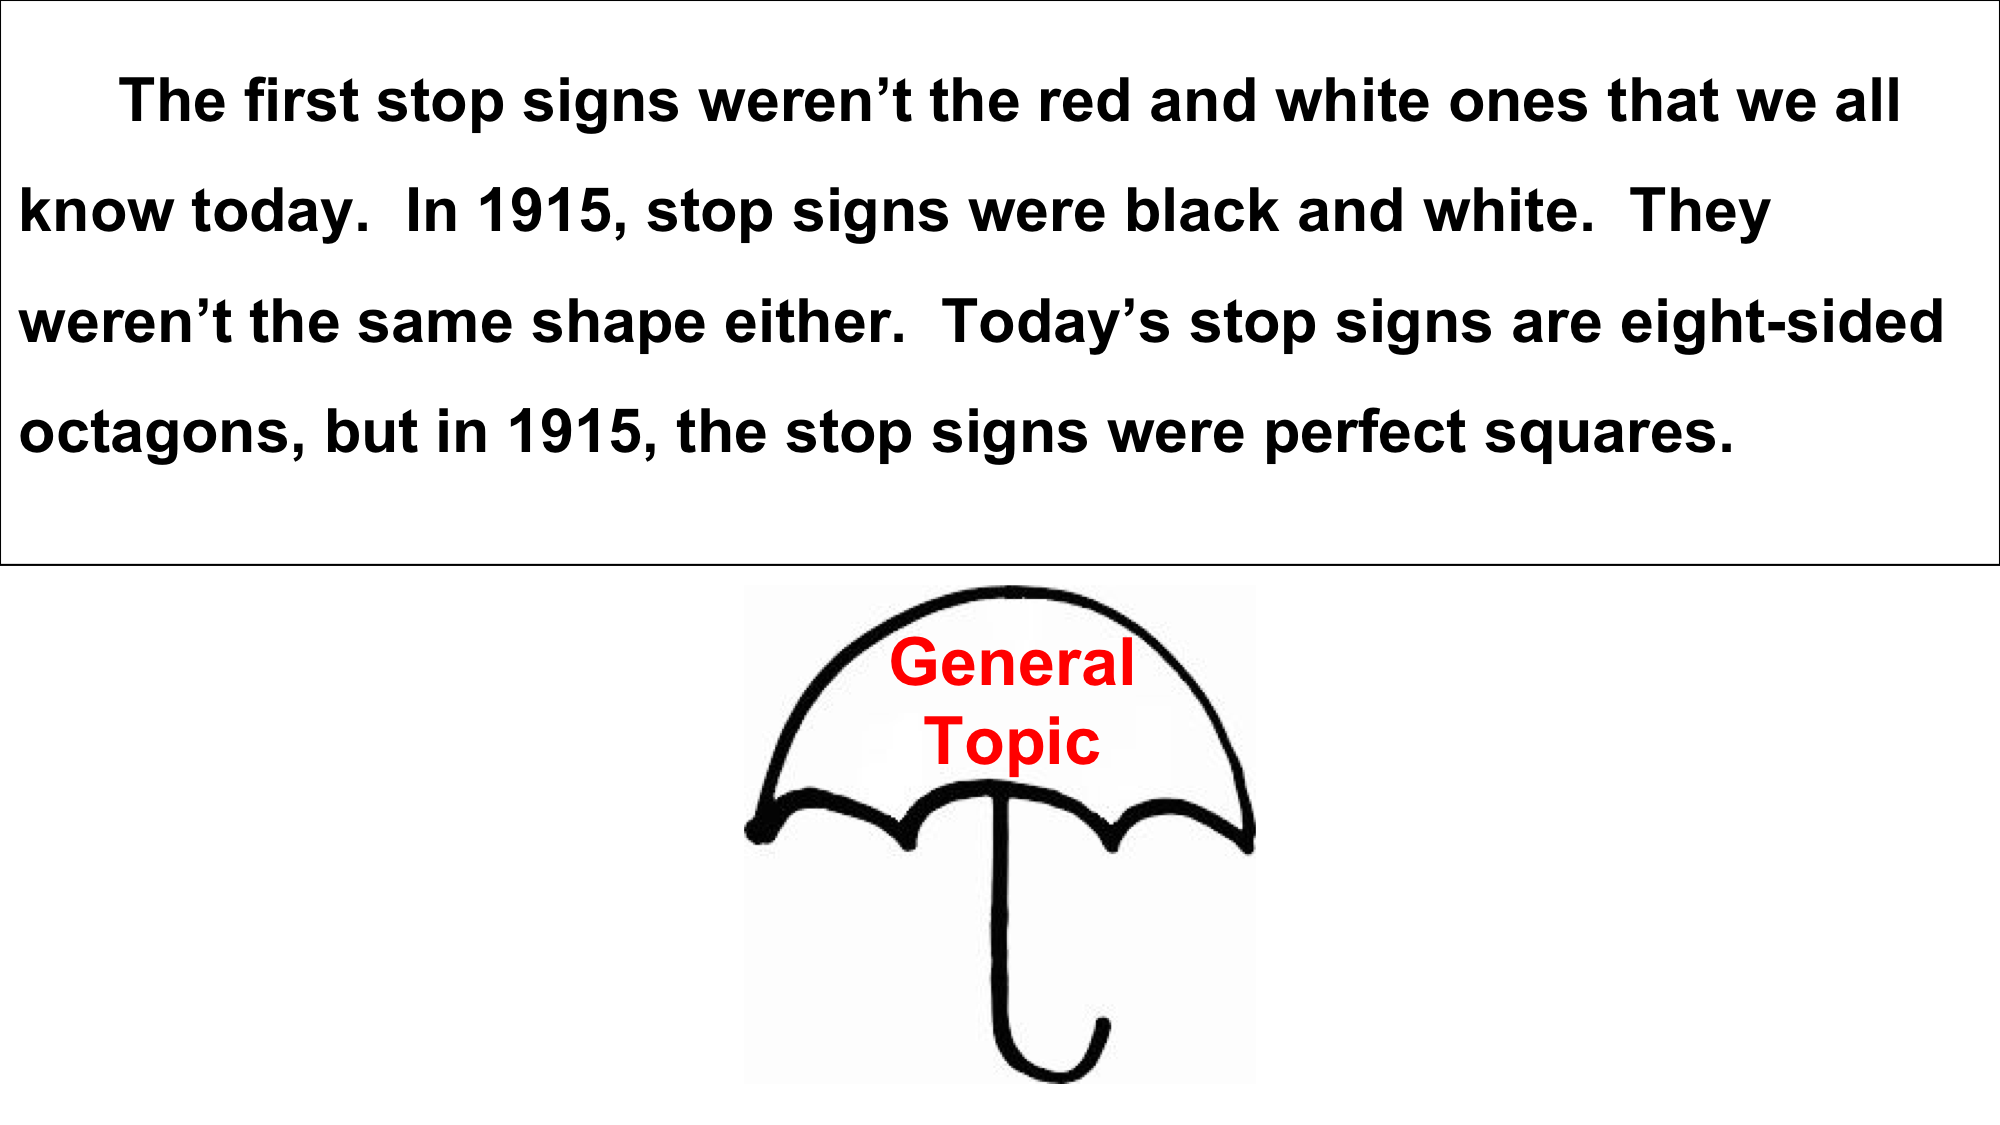 The first stop signs weren’t the red and white ones that we all
know today.  In 1915, stop signs were black and white.  They
weren’t the same shape either.  Today’s stop signs are eight-sided
octagons, but in 1915, the stop signs were perfect squares.
General
Topic